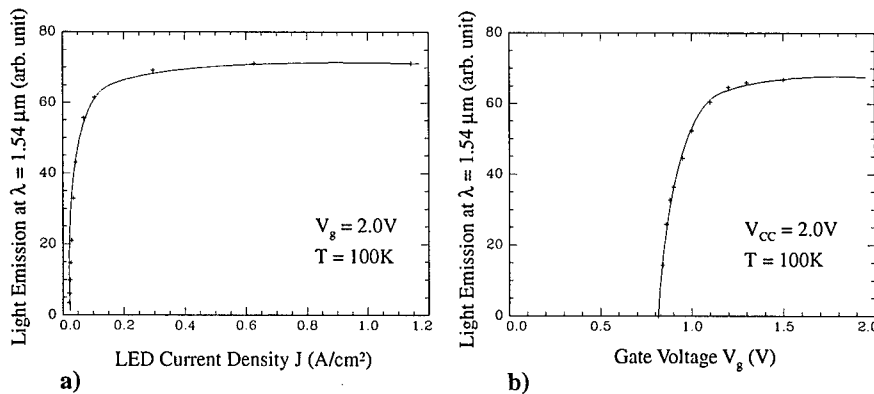 Light Emission at λ = 1.54 μm (arb. unit)
80
60
40
20
0
0.0 0.2 0.4 0.6 0.8 1.0 1.2
V_g = 2.0V
T = 100K
LED Current Density J (A/cm²)
a)
Light Emission at λ = 1.54 μm (arb. unit)
80
60
40
20
0
0.0 0.5 1.0 1.5 2.0
V_CC = 2.0V
T = 100K
Gate Voltage V_g (V)
b)